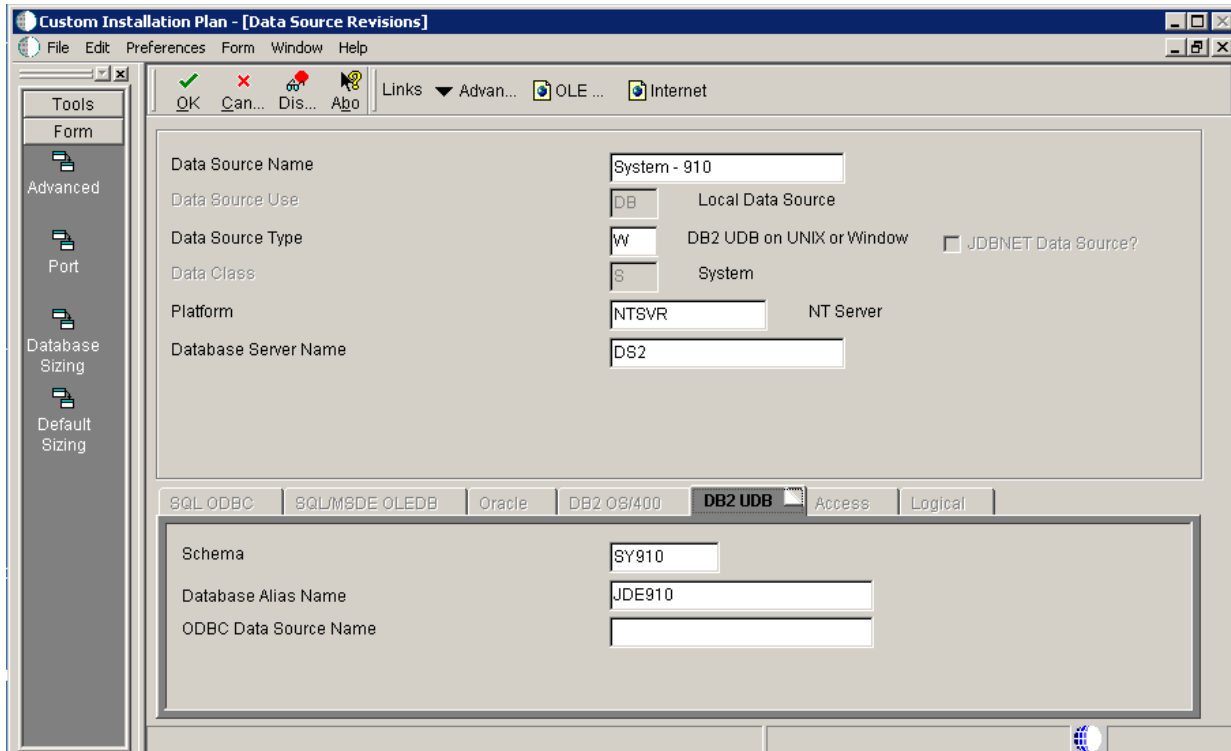 Custom Installation Plan - [Data Source Revisions]
File Edit Preferences Form Window Help
Tools
Form
Advanced
Port
Database Sizing
Default Sizing
OK Can... Dis... Abo Links Advan... OLE ... Internet
Data Source Name System - 910
Data Source Use DB Local Data Source
Data Source Type W DB2 UDB on UNIX or Window JDBNET Data Source?
Data Class S System
Platform NTSVR NT Server
Database Server Name DS2
SQL ODBC SQL/MSDE OLEDB Oracle DB2 OS/400 DB2 UDB Access Logical
Schema SY910
Database Alias Name JDE910
ODBC Data Source Name